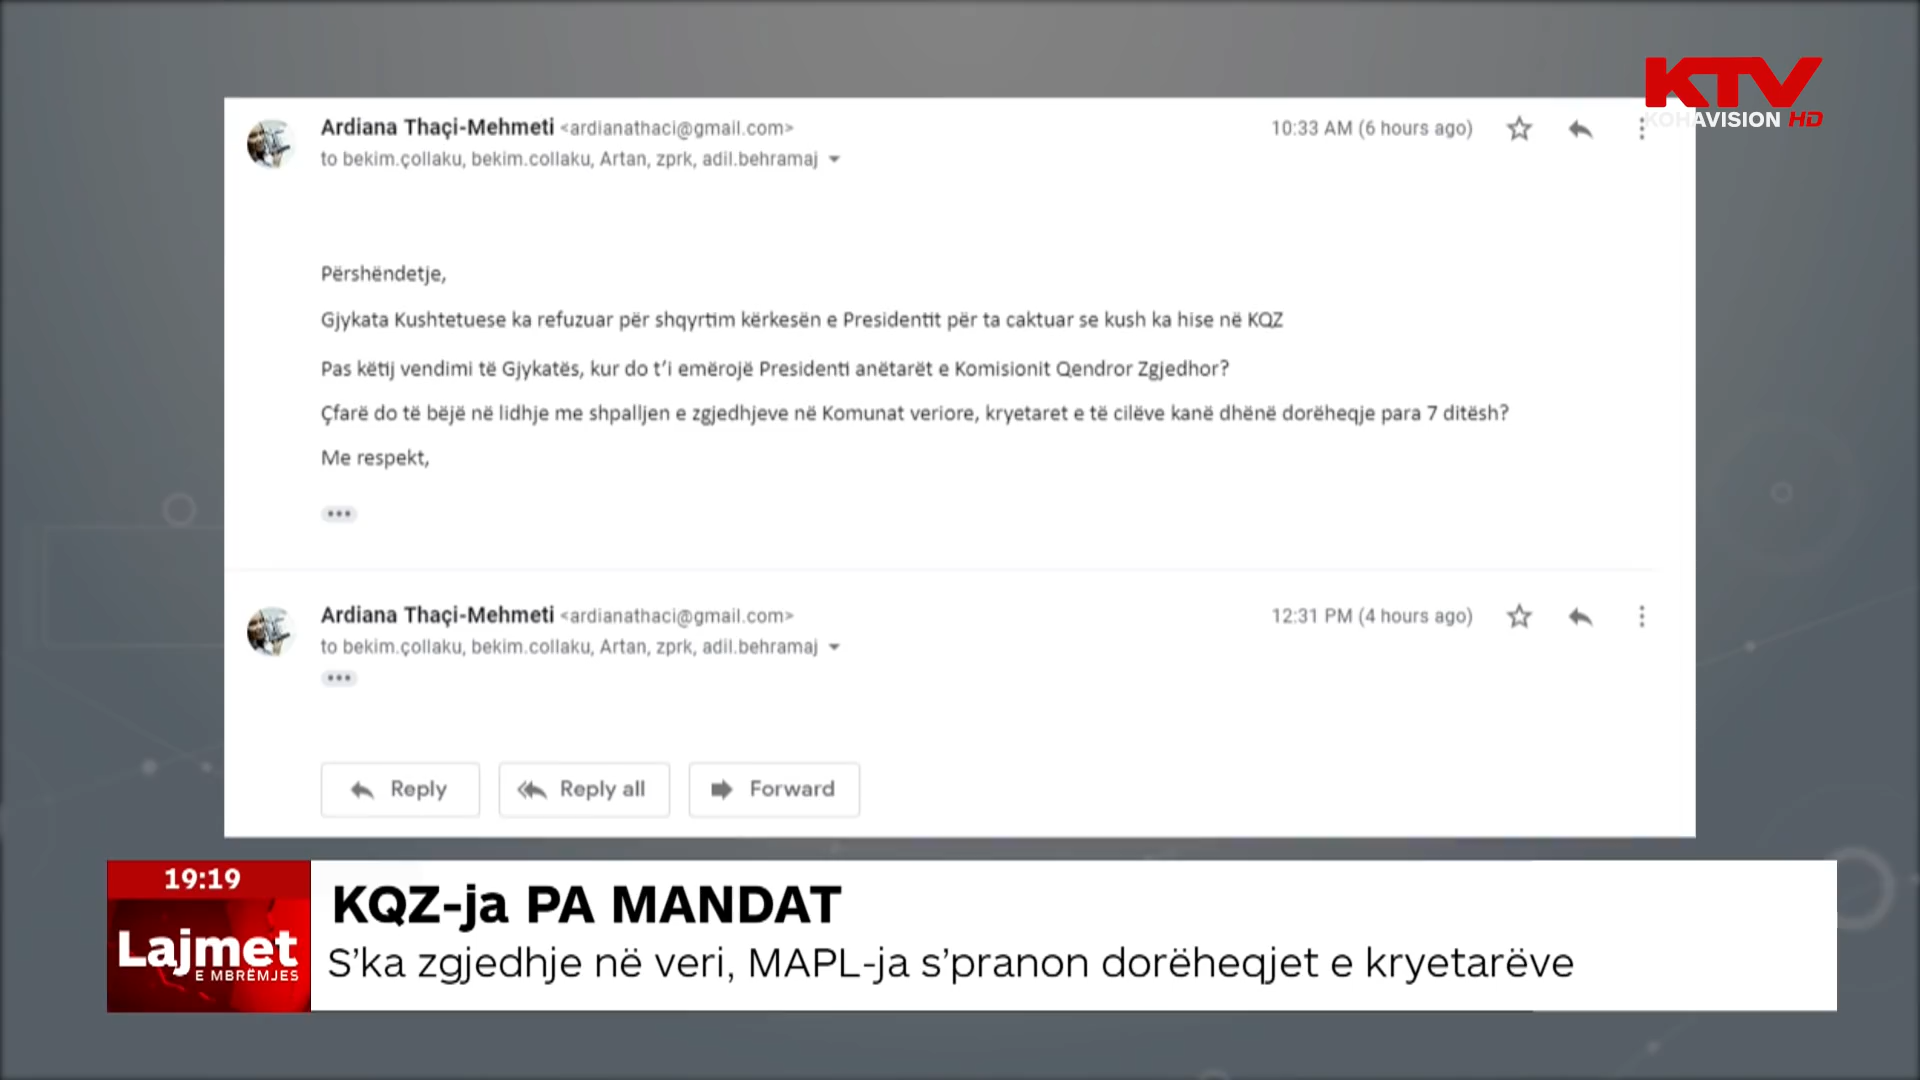 KTV
KOHAVISION HD
Ardiana Thaçi-Mehmeti <ardianathaci@gmail.com>
10:33 AM (6 hours ago)
to bekim.çollaku, bekim.collaku, Artan, zprk, adil.behramaj
Përshëndetje,
Gjykata Kushtetuese ka refuzuar për shqyrtim kërkesën e Presidentit për ta caktuar se kush ka hise në KQZ
Pas këtij vendimi të Gjykatës, kur do t’i emërojë Presidenti anëtarët e Komisionit Qendror Zgjedhor?
Çfarë do të bëjë në lidhje me shpalljen e zgjedhjeve në Komunat veriore, kryetaret e të cilëve kanë dhënë dorëheqje para 7 ditësh?
Me respekt,
Ardiana Thaçi-Mehmeti <ardianathaci@gmail.com>
12:31 PM (4 hours ago)
to bekim.çollaku, bekim.collaku, Artan, zprk, adil.behramaj
Reply
Reply all
Forward
19:19
Lajmet
E MBRËMJES
KQZ-ja PA MANDAT
S’ka zgjedhje në veri, MAPL-ja s’pranon dorëheqjet e kryetarëve